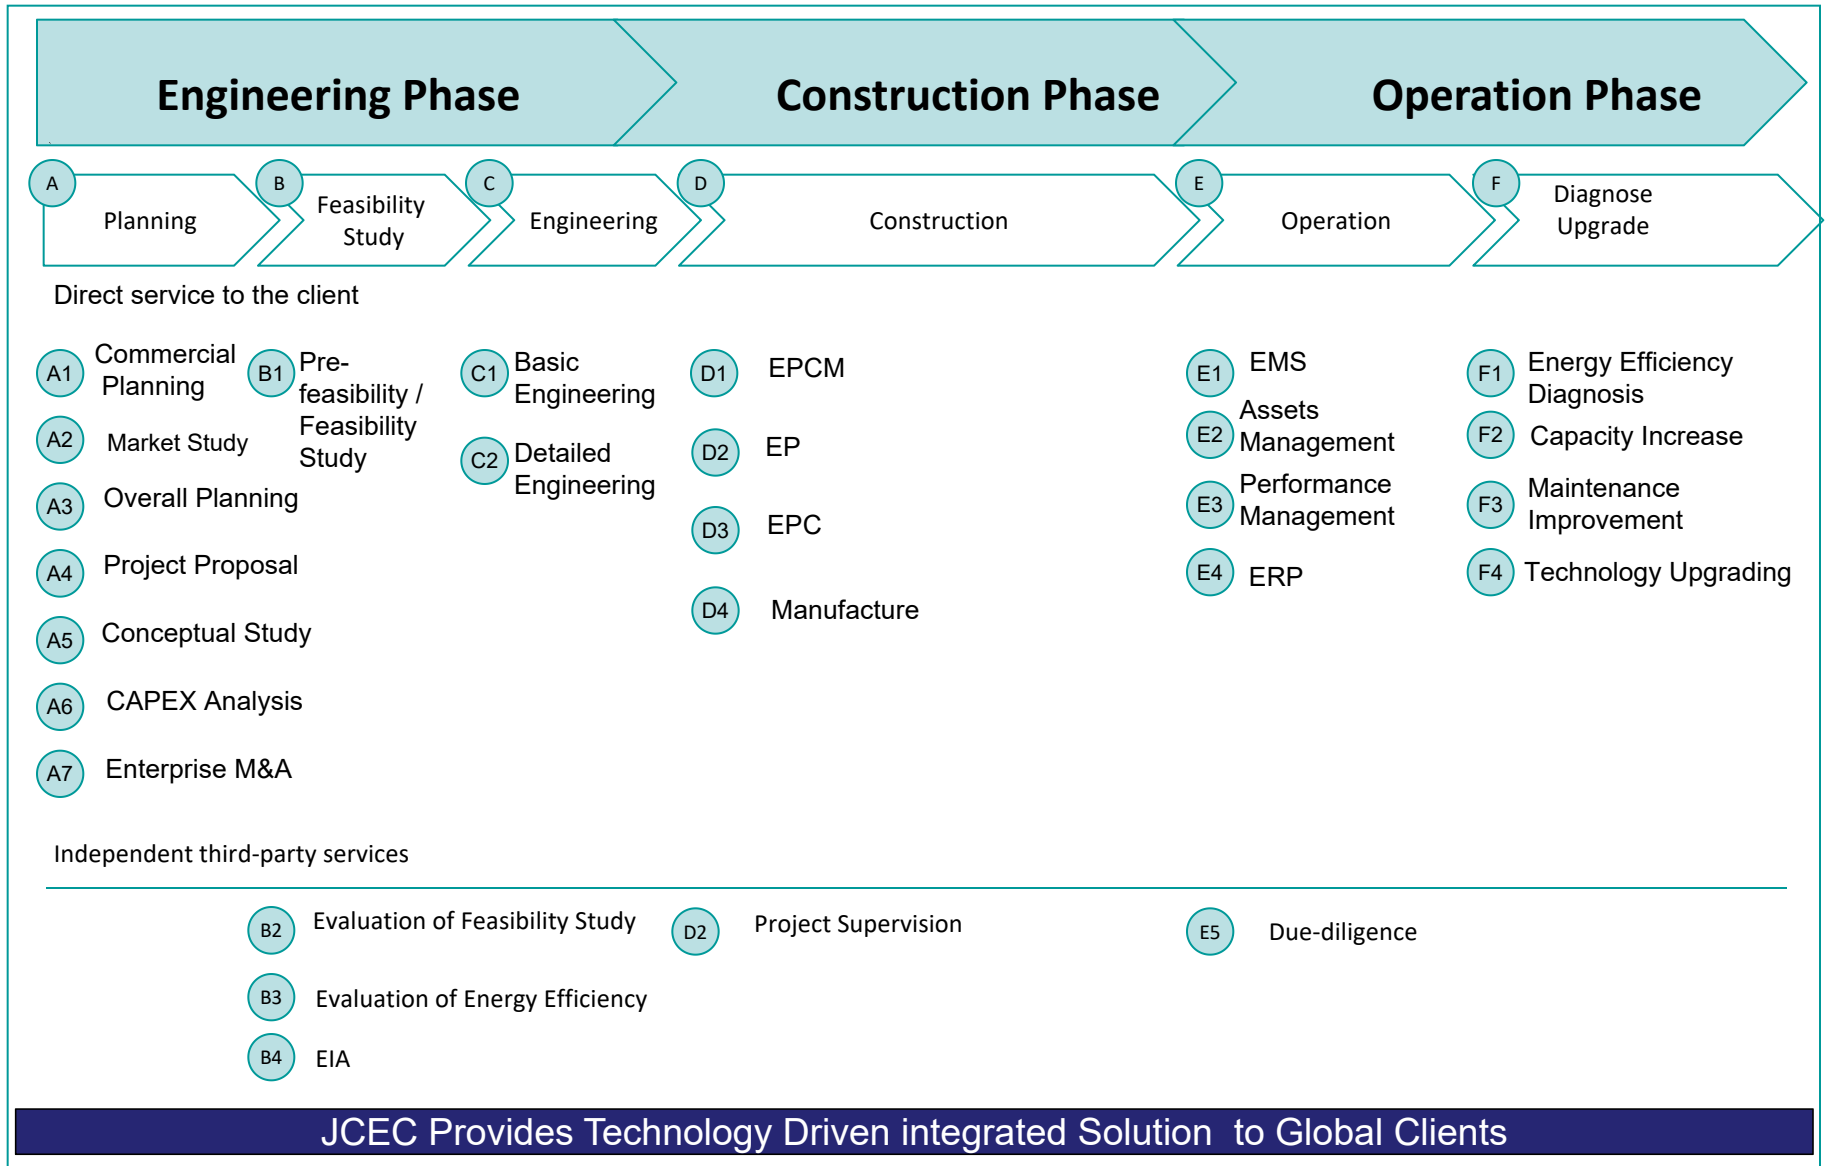 Engineering Phase
Construction Phase
Operation Phase
A
Planning
B
Feasibility
Study
C
Engineering
D
Construction
E
Operation
F
Diagnose
Upgrade
Direct service to the client
A1
Commercial
Planning
A2
Market Study
A3
Overall Planning
A4
Project Proposal
A5
Conceptual Study
A6
CAPEX Analysis
A7
Enterprise M&A
B1
Pre-
feasibility /
Feasibility
Study
C1
Basic
Engineering
C2
Detailed
Engineering
D1
EPCM
D2
EP
D3
EPC
D4
Manufacture
E1
EMS
E2
Assets
Management
E3
Performance
Management
E4
ERP
F1
Energy Efficiency
Diagnosis
F2
Capacity Increase
F3
Maintenance
Improvement
F4
Technology Upgrading
Independent third-party services
B2
Evaluation of Feasibility Study
B3
Evaluation of Energy Efficiency
B4
EIA
D2
Project Supervision
E5
Due-diligence
JCEC Provides Technology Driven integrated Solution to Global Clients